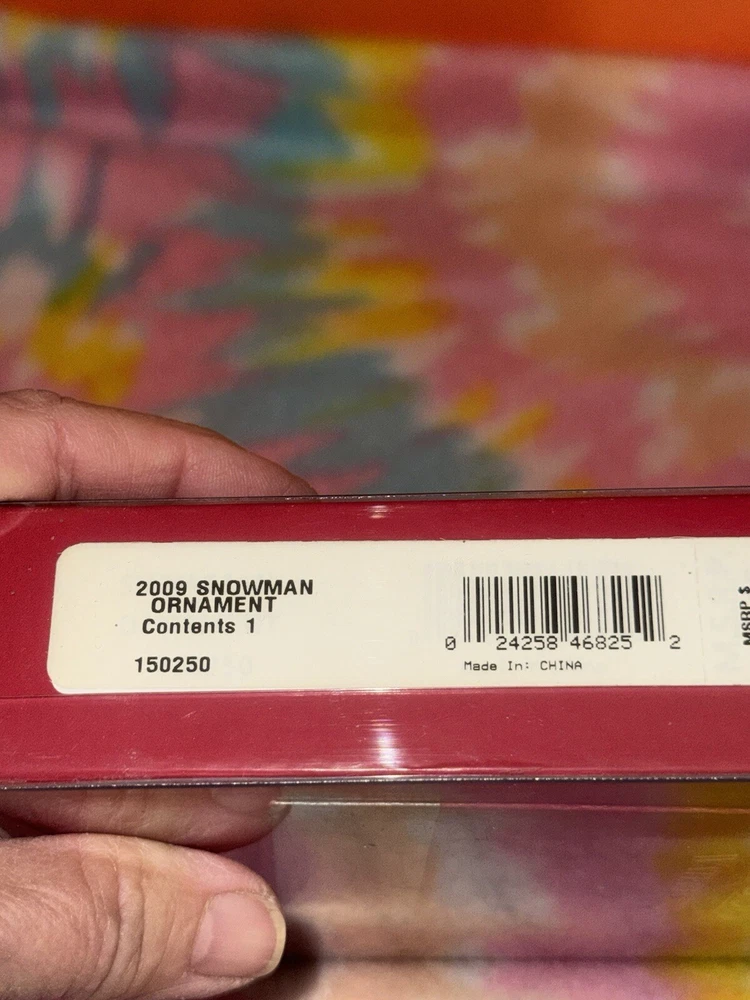 2009 SNOWMAN
ORNAMENT
Contents 1
150250
0 24258 46825 2
Made In: CHINA
MSRP $